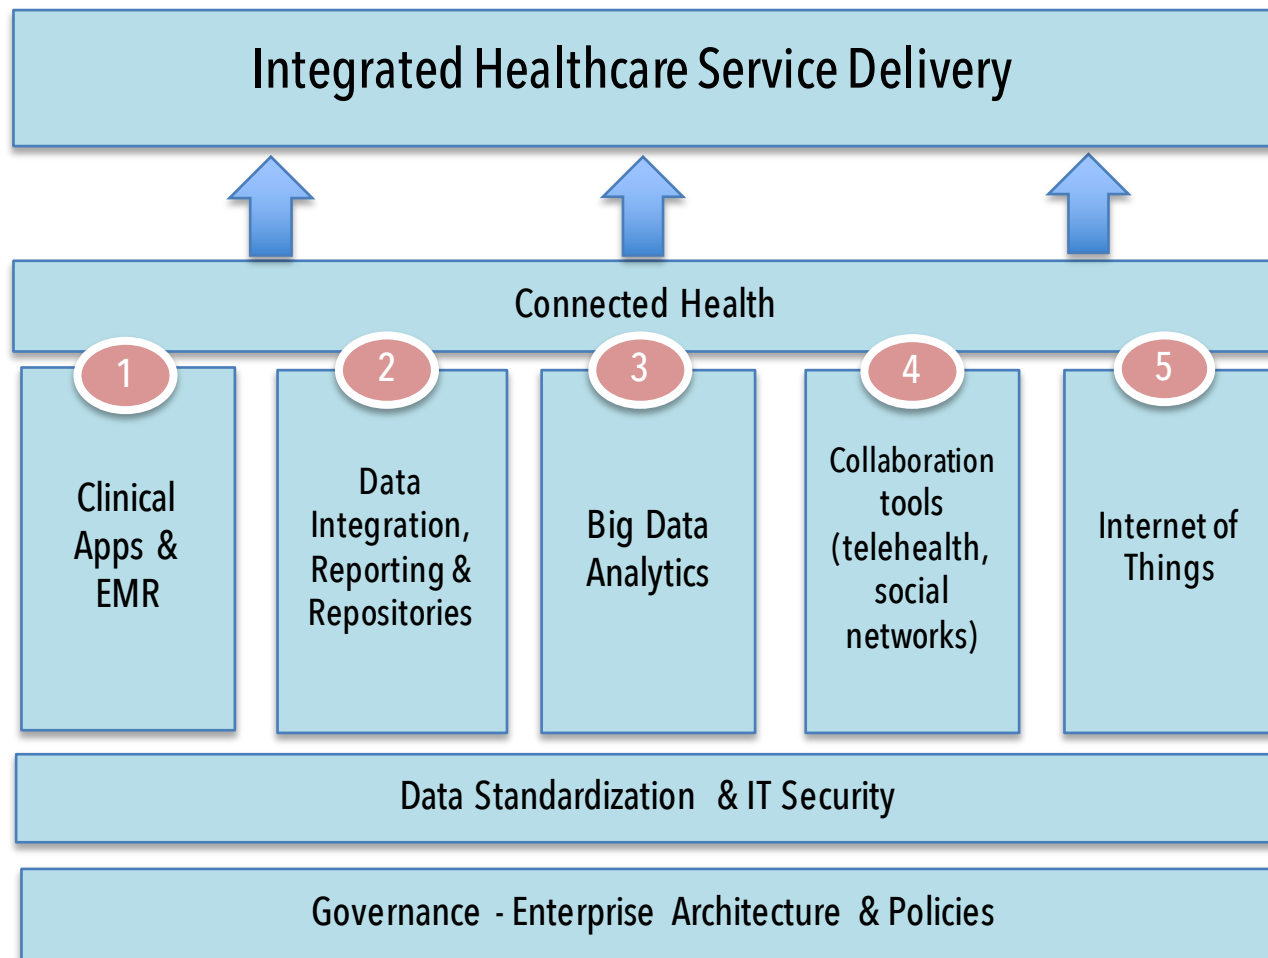 Integrated Healthcare Service Delivery
Connected Health
1
Clinical
Apps & 
EMR
2
Data
Integration,
Reporting &
Repositories
3
Big Data
Analytics
4
Collaboration
tools
(telehealth,
social
networks)
5
Internet of
Things
Data Standardization & IT Security
Governance - Enterprise Architecture & Policies